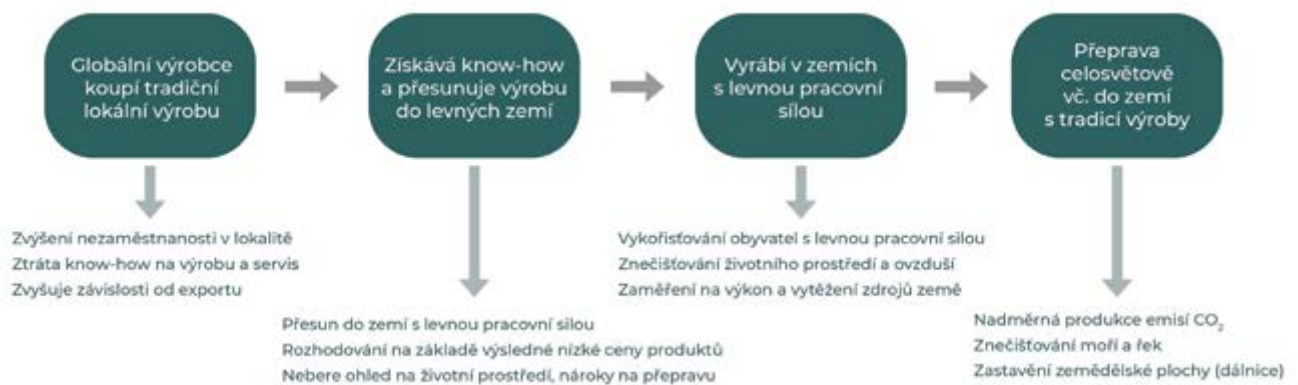 Globální výrobce
koupí tradiční
lokální výrobu
Získává know-how
a přesunuje výrobu
do levných zemí
Vyrábí v zemích
s levnou pracovní
silou
Přeprava
celosvětově
vč. do zemí
s tradicí výroby
Zvýšení nezaměstnanosti v lokalitě
Ztráta know-how na výrobu a servis
Zvyšuje závislosti od exportu
Přesun do zemí s levnou pracovní silou
Rozhodování na základě výsledné nízké ceny produktů
Nebere ohled na životní prostředí, nároky na přepravu
Vykořisťování obyvatel s levnou pracovní silou
Znečišťování životního prostředí a ovzduší
Zaměření na výkon a vytěžení zdrojů země
Nadměrná produkce emisí CO₂
Znečišťování moří a řek
Zastavění zemědělské plochy (dálnice)